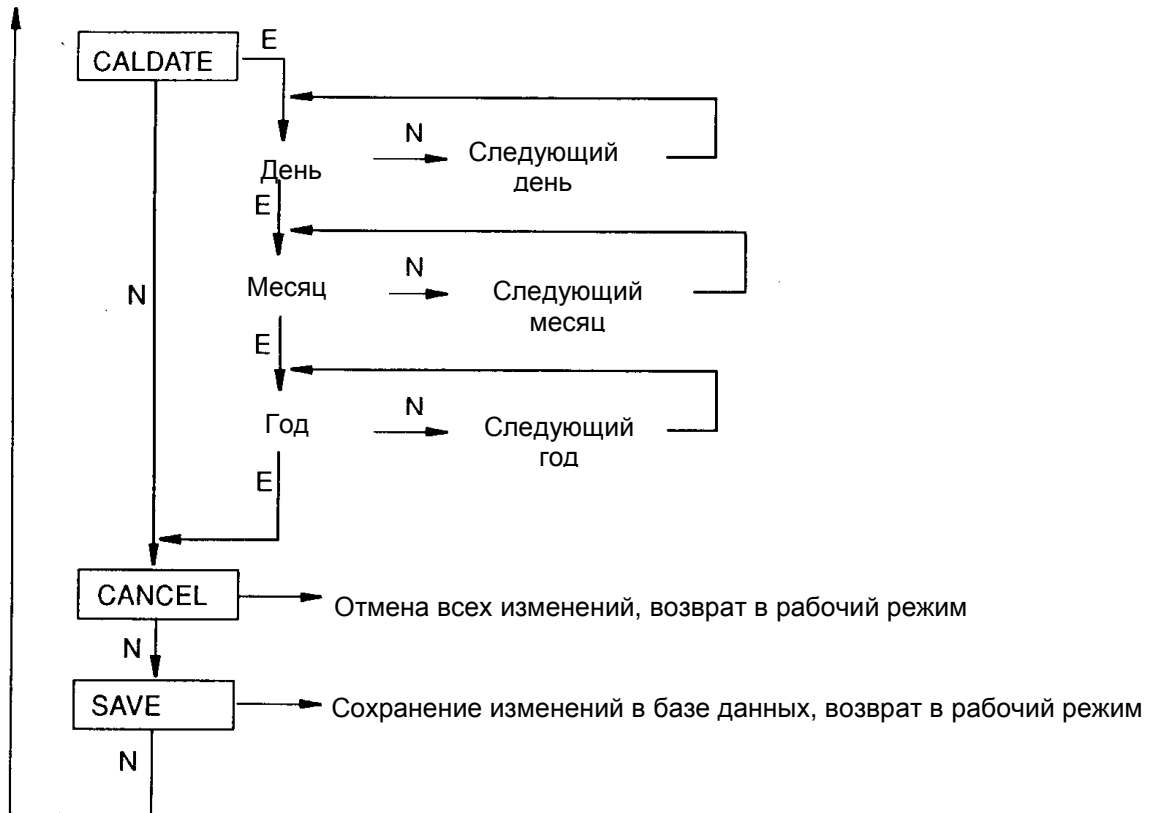 E
CALDATE
N
День
Следующий
день
E
N
Месяц
Следующий
месяц
N
E
N
Год
Следующий
год
E
CANCEL
Отмена всех изменений, возврат в рабочий режим
N
SAVE
Сохранение изменений в базе данных, возврат в рабочий режим
N